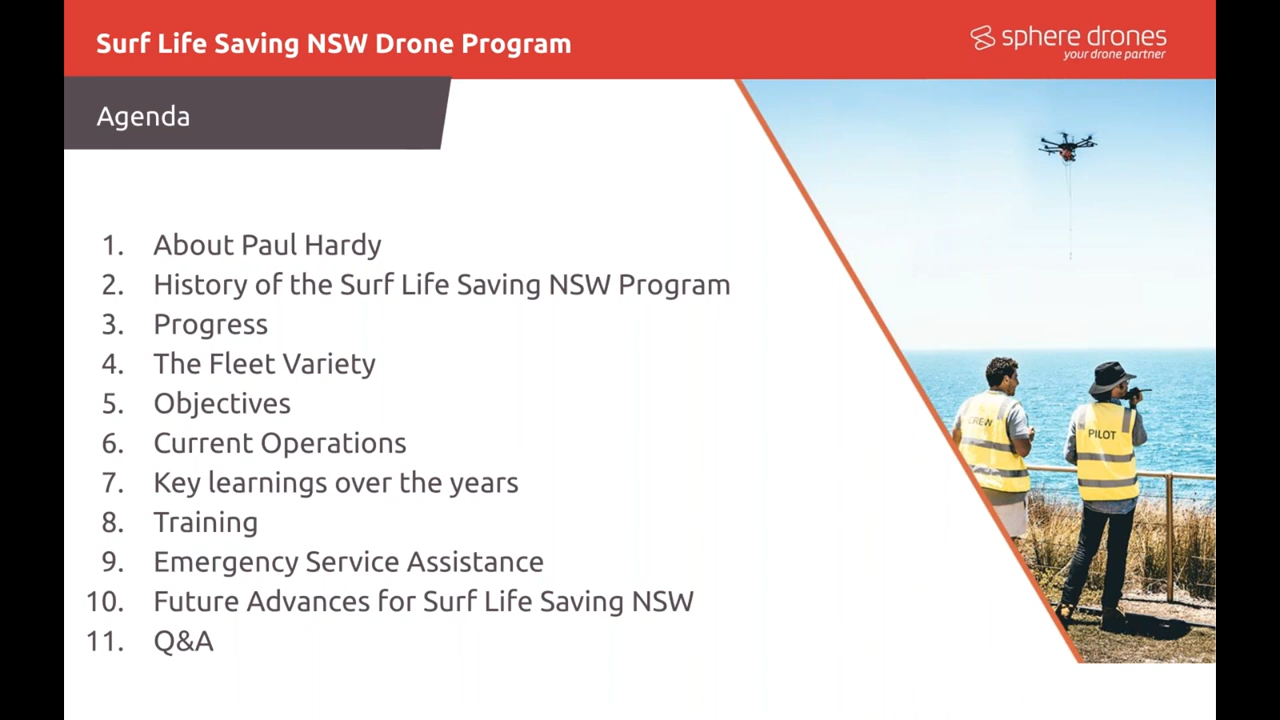 Surf Life Saving NSW Drone Program
sphere drones
your drone partner
Agenda
1. About Paul Hardy
2. History of the Surf Life Saving NSW Program
3. Progress
4. The Fleet Variety
5. Objectives
6. Current Operations
7. Key learnings over the years
8. Training
9. Emergency Service Assistance
10. Future Advances for Surf Life Saving NSW
11. Q&A
CREW
PILOT